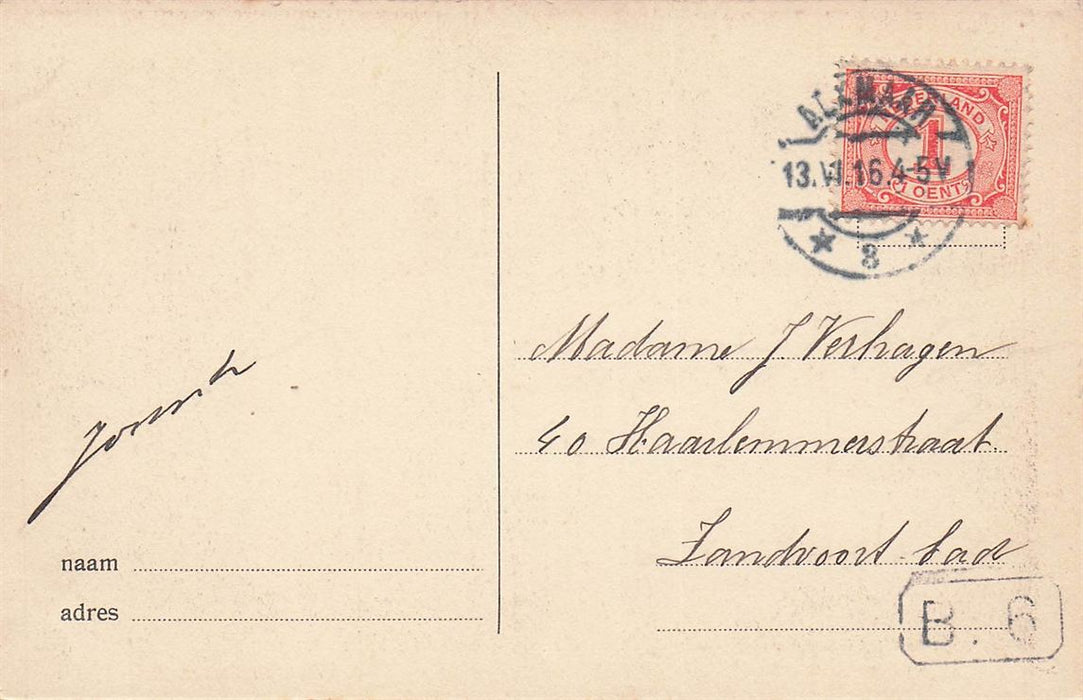 NEDERLAND
1
1 CENT
ALKMAAR
13.VI.16.4-5V
8
Madame J Verhagen
40 Haarlemmerstraat.
Zandvoort-bad
naam
adres
B. 6